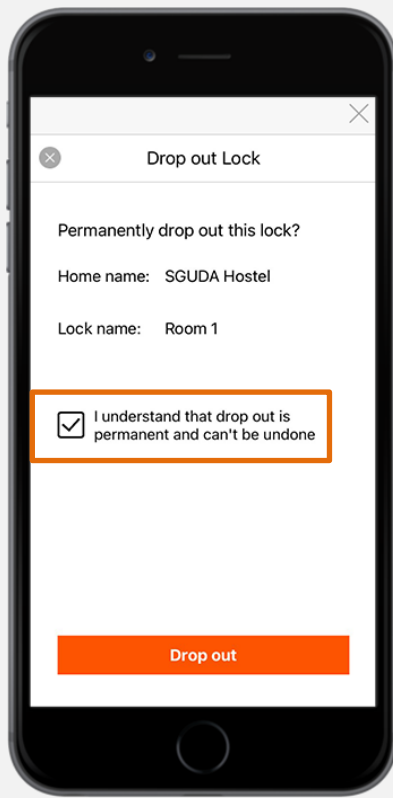 Drop out Lock
Permanently drop out this lock?
Home name: SGUDA Hostel
Lock name: Room 1
I understand that drop out is
permanent and can't be undone
Drop out